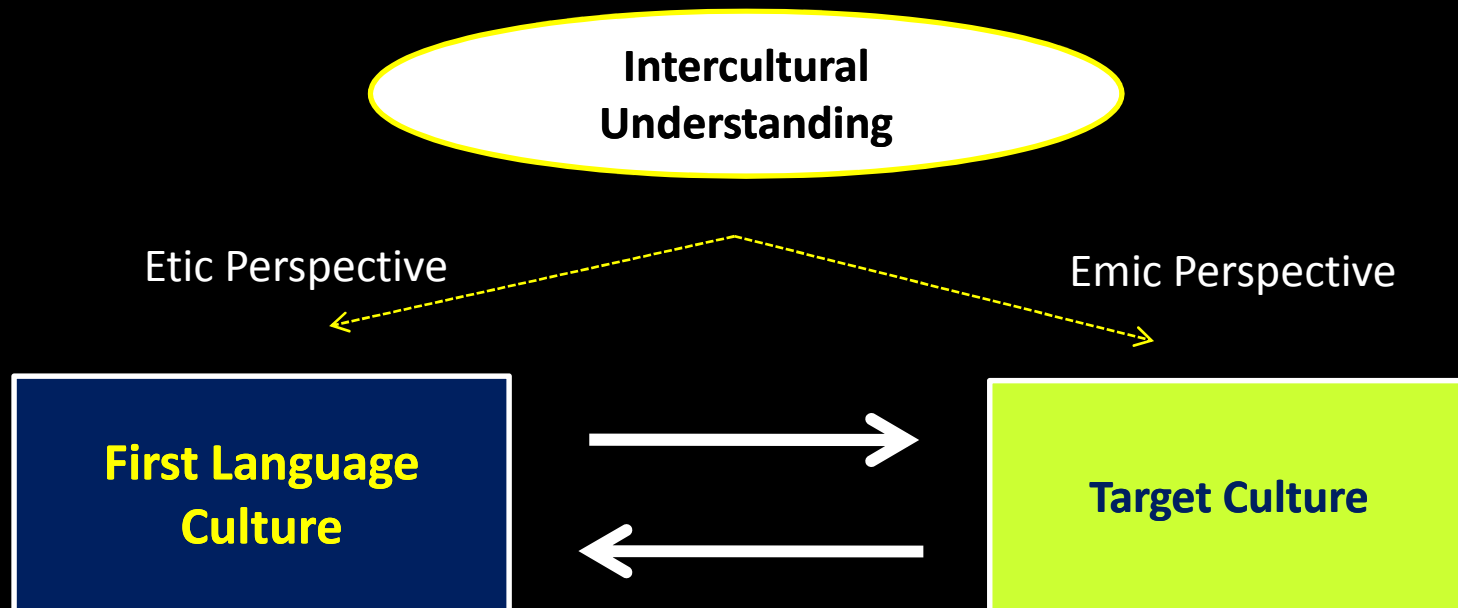 Intercultural
Understanding
Etic Perspective
Emic Perspective
First Language
Culture
Target Culture